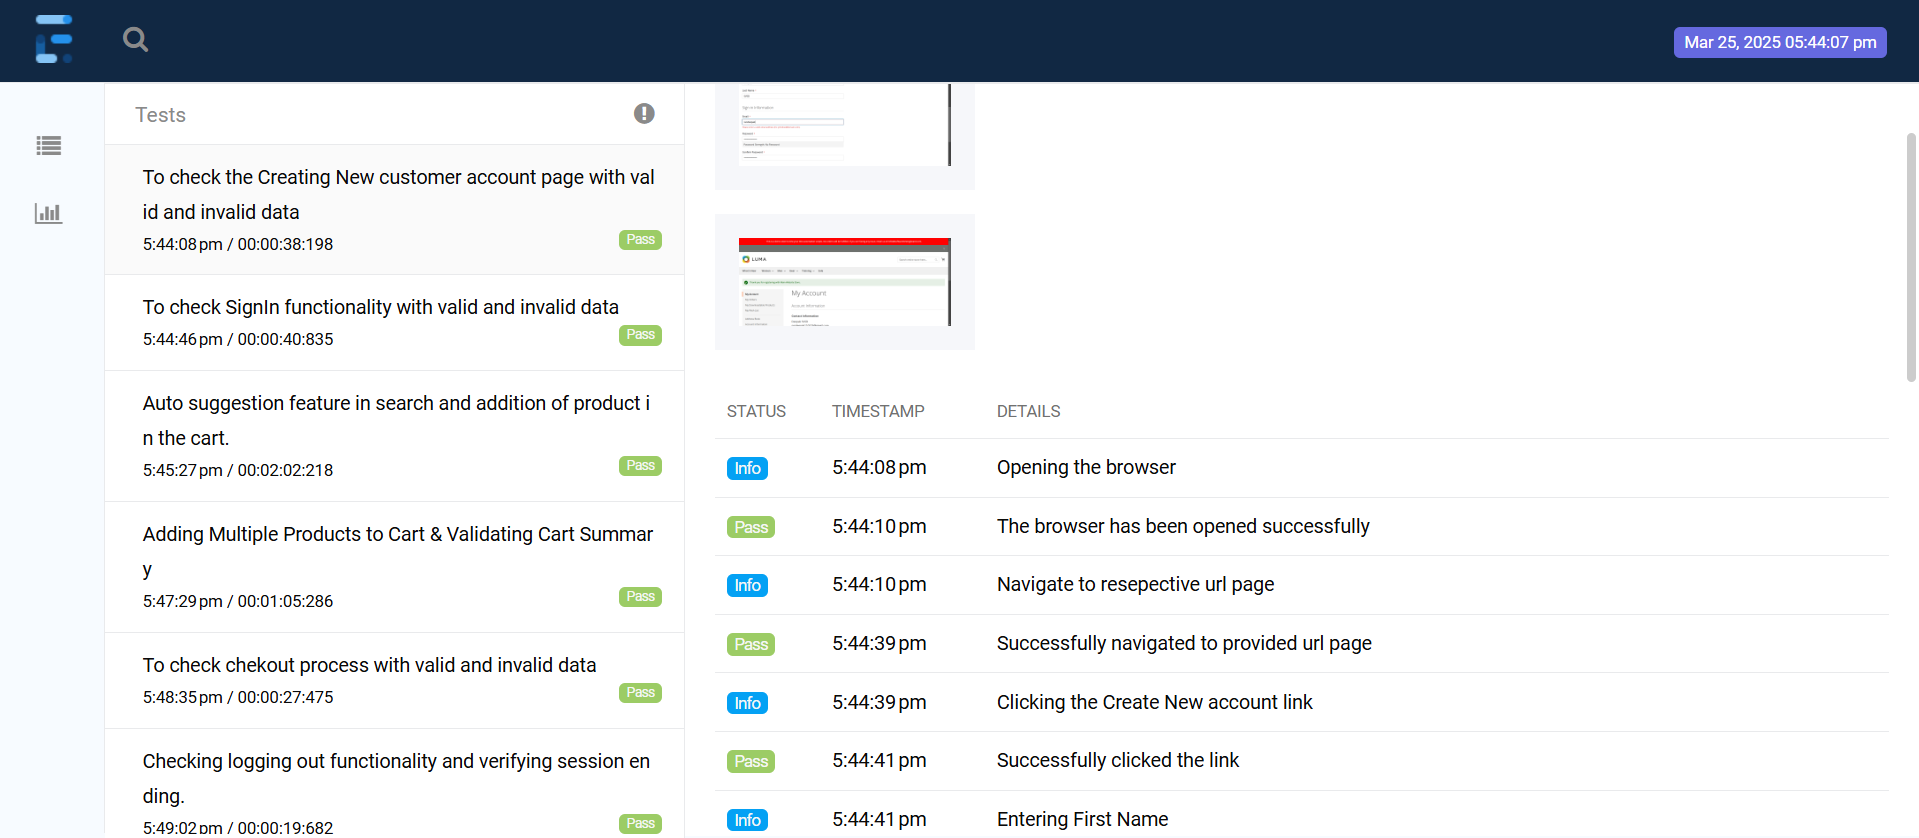 Mar 25, 2025 05:44:07 pm
Tests
To check the Creating New customer account page with val
id and invalid data
5:44:08 pm / 00:00:38:198
Pass
To check SignIn functionality with valid and invalid data
5:44:46 pm / 00:00:40:835
Pass
Auto suggestion feature in search and addition of product i
n the cart.
5:45:27 pm / 00:02:02:218
Pass
Adding Multiple Products to Cart & Validating Cart Summar
y
5:47:29 pm / 00:01:05:286
Pass
To check chekout process with valid and invalid data
5:48:35 pm / 00:00:27:475
Pass
Checking logging out functionality and verifying session en
ding.
5:49:02 pm / 00:00:19:682
Pass
LUMA
My Account
Account Information
Contact Information
STATUS TIMESTAMP DETAILS
Info 5:44:08 pm Opening the browser
Pass 5:44:10 pm The browser has been opened successfully
Info 5:44:10 pm Navigate to resepective url page
Pass 5:44:39 pm Successfully navigated to provided url page
Info 5:44:39 pm Clicking the Create New account link
Pass 5:44:41 pm Successfully clicked the link
Info 5:44:41 pm Entering First Name